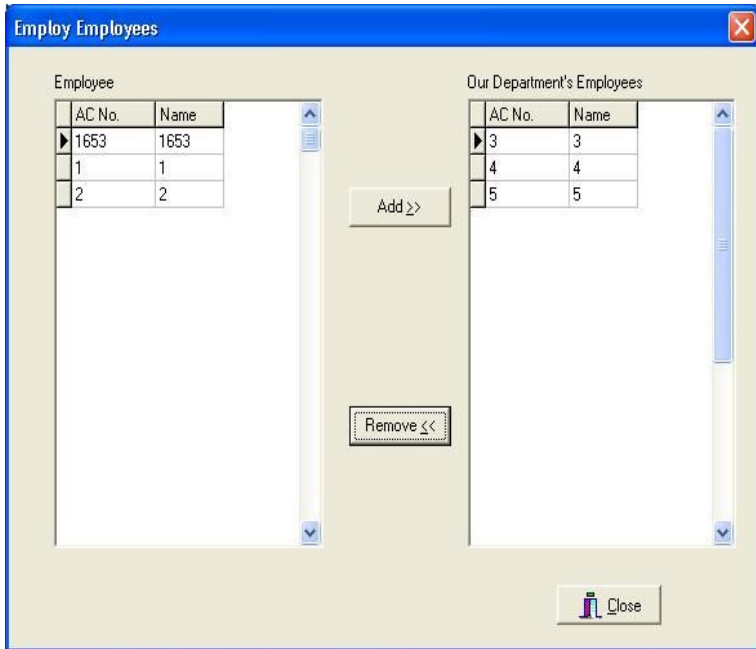 Employ Employees
Employee
Our Department's Employees
AC No. Name
1653 1653
1 1
2 2
AC No. Name
3 3
4 4
5 5
Add >>
Remove <<
Close